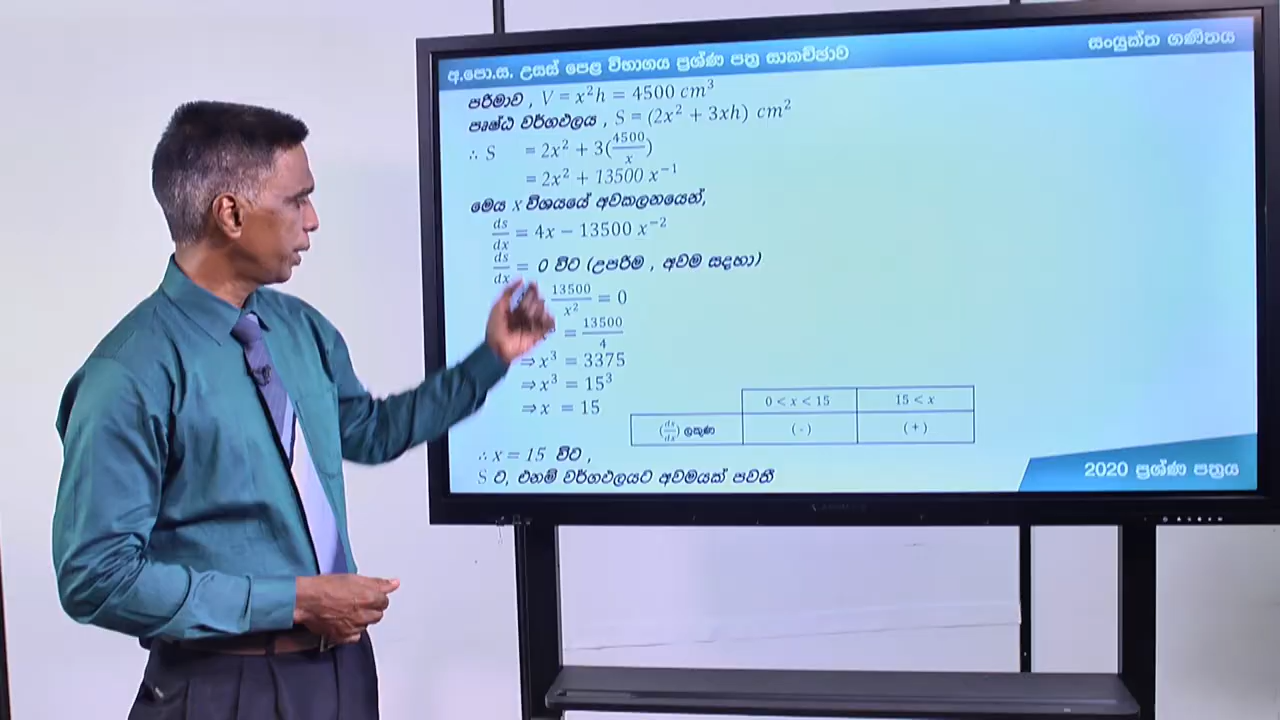 අ.පො.ස. උසස් පෙළ විභාගය ප්‍රශ්ණ පත්‍ර සාකච්ඡාව
සංයුක්ත ගණිතය
පරිමාව , V = x²h = 4500 cm³
පෘෂ්ඨ වර්ගඵලය , S = (2x² + 3xh) cm²
∴ S = 2x² + 3(4500/x)
= 2x² + 13500 x⁻¹
මෙය x විශයයේ අවකලනයෙන්,
ds/dx = 4x − 13500 x⁻²
ds/dx = 0 විට (උපරිම , අවම සදහා)
13500/x² = 0
= 13500/4
⇒ x³ = 3375
⇒ x³ = 15³
⇒ x = 15
0 < x < 15 15 < x
(ds/dx) ලකුණ (-) (+)
∴ x = 15 විට ,
S ට, එනම් වර්ගඵලයට අවමයක් පවතී
2020 ප්‍රශ්ණ පත්‍රය